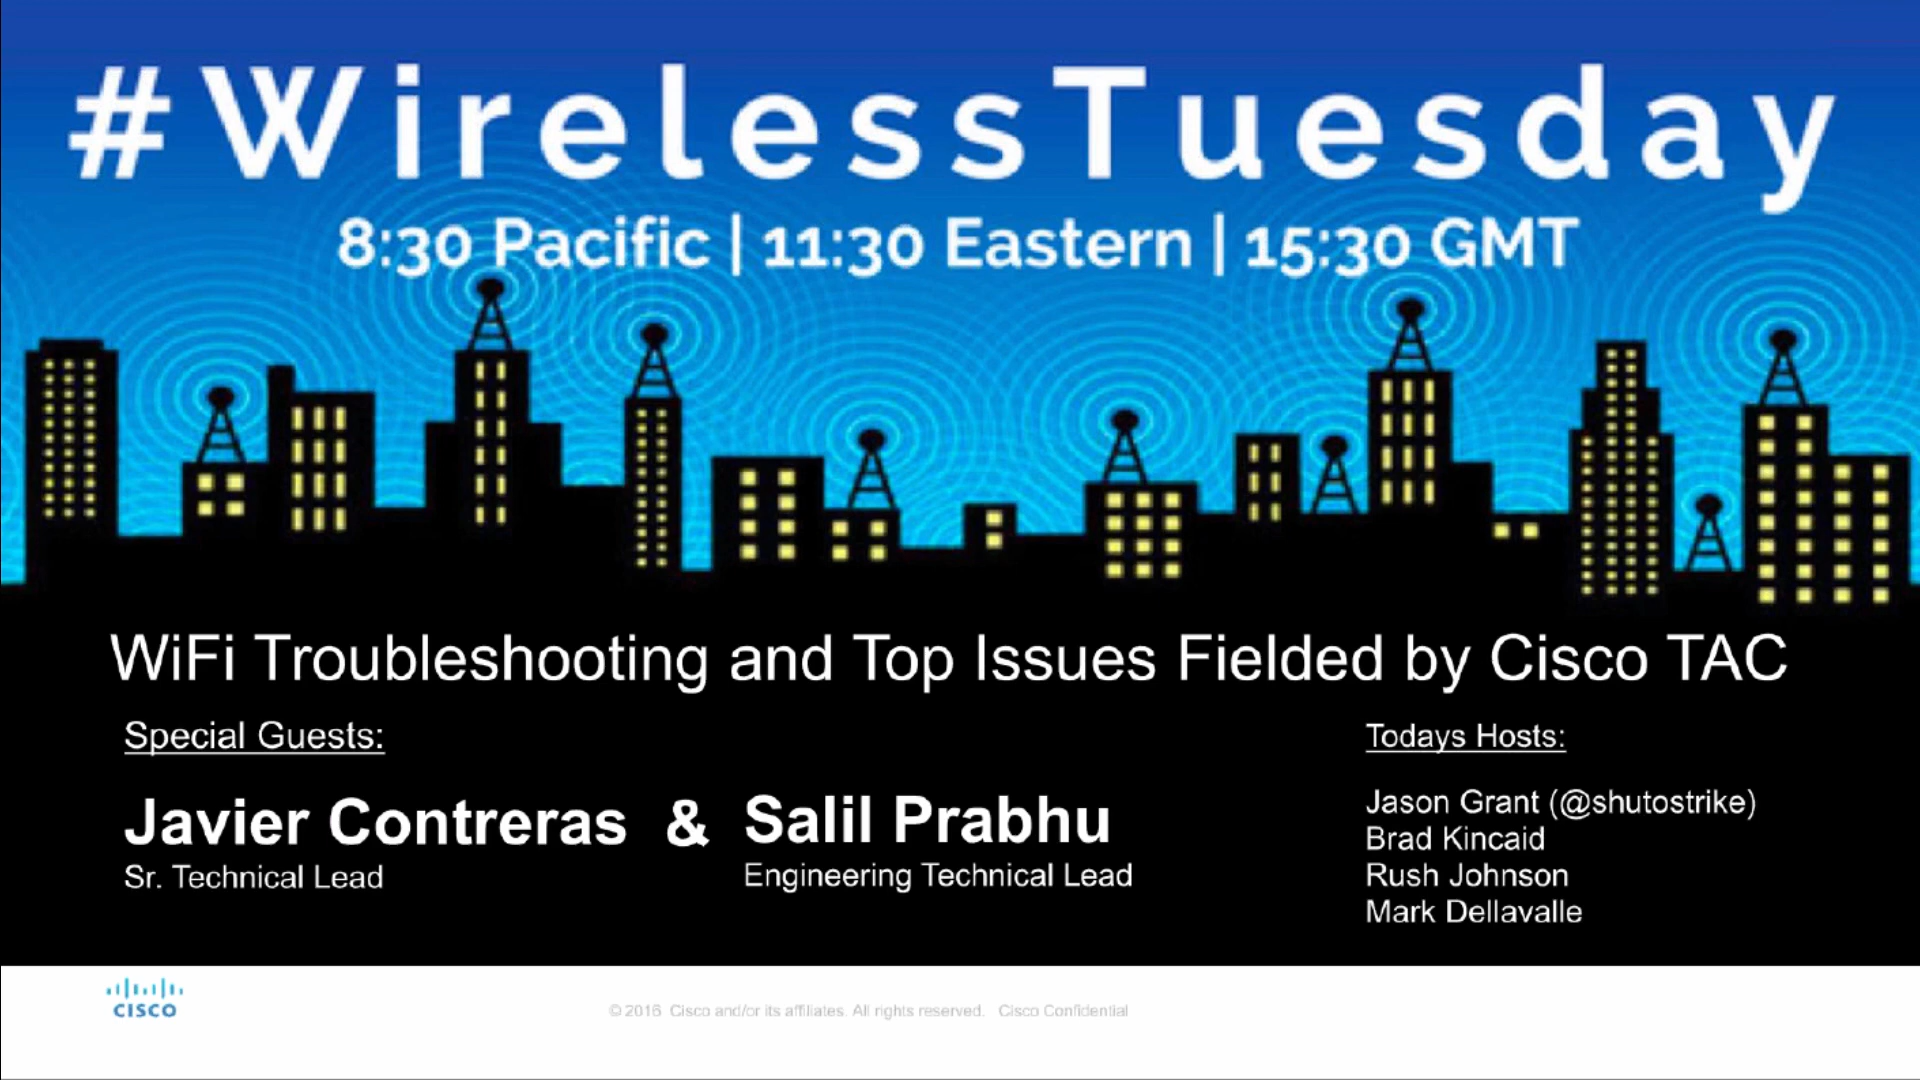 #WirelessTuesday
8:30 Pacific | 11:30 Eastern | 15:30 GMT
WiFi Troubleshooting and Top Issues Fielded by Cisco TAC
Special Guests:
Javier Contreras & Salil Prabhu
Sr. Technical Lead
Engineering Technical Lead
Todays Hosts:
Jason Grant (@shutostrike)
Brad Kincaid
Rush Johnson
Mark Dellavalle
CISCO
© 2016 Cisco and/or its affiliates. All rights reserved. Cisco Confidential